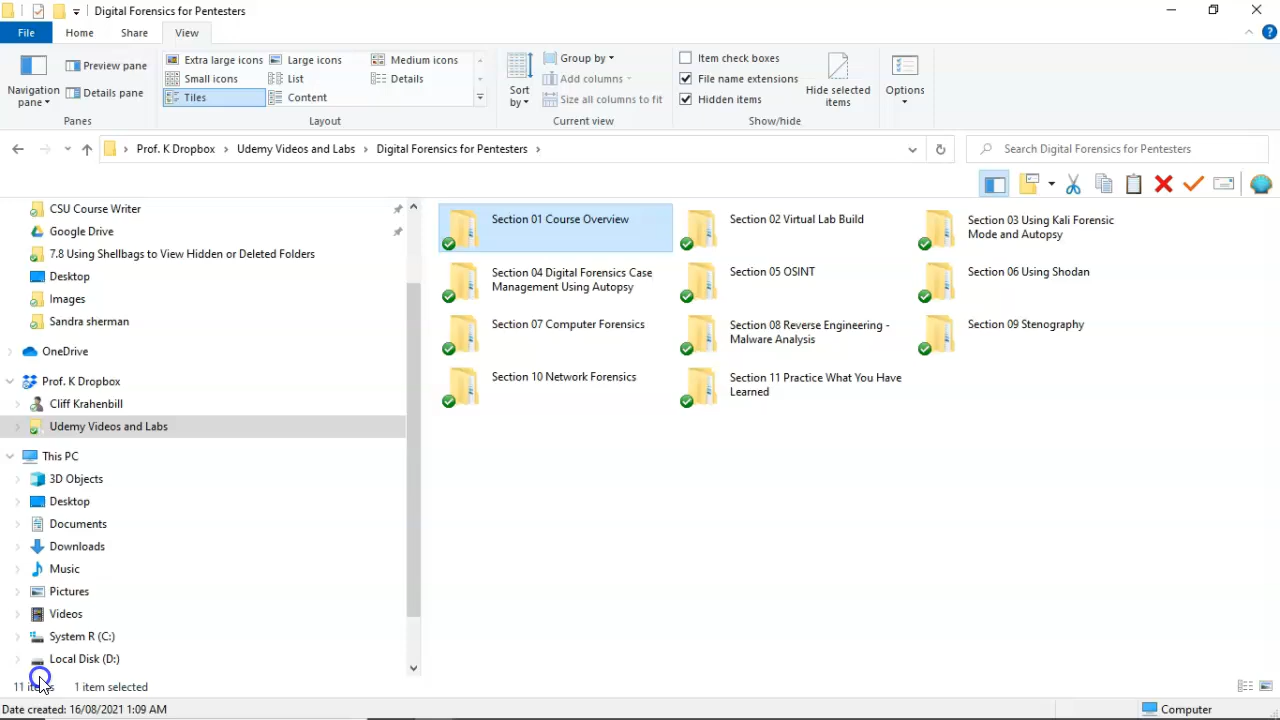 Digital Forensics for Pentesters
File Home Share View
Navigation pane
Preview pane
Details pane
Panes
Extra large icons Large icons Medium icons
Small icons List Details
Tiles Content
Layout
Sort by
Group by
Add columns
Size all columns to fit
Current view
Item check boxes
File name extensions
Hidden items
Hide selected items
Show/hide
Options
Prof. K Dropbox › Udemy Videos and Labs › Digital Forensics for Pentesters ›
Search Digital Forensics for Pentesters
CSU Course Writer
Google Drive
7.8 Using Shellbags to View Hidden or Deleted Folders
Desktop
Images
Sandra sherman
OneDrive
Prof. K Dropbox
Cliff Krahenbill
Udemy Videos and Labs
This PC
3D Objects
Desktop
Documents
Downloads
Music
Pictures
Videos
System R (C:)
Local Disk (D:)
Section 01 Course Overview
Section 02 Virtual Lab Build
Section 03 Using Kali Forensic
Mode and Autopsy
Section 04 Digital Forensics Case
Management Using Autopsy
Section 05 OSINT
Section 06 Using Shodan
Section 07 Computer Forensics
Section 08 Reverse Engineering -
Malware Analysis
Section 09 Stenography
Section 10 Network Forensics
Section 11 Practice What You Have
Learned
11 items 1 item selected
Date created: 16/08/2021 1:09 AM
Computer